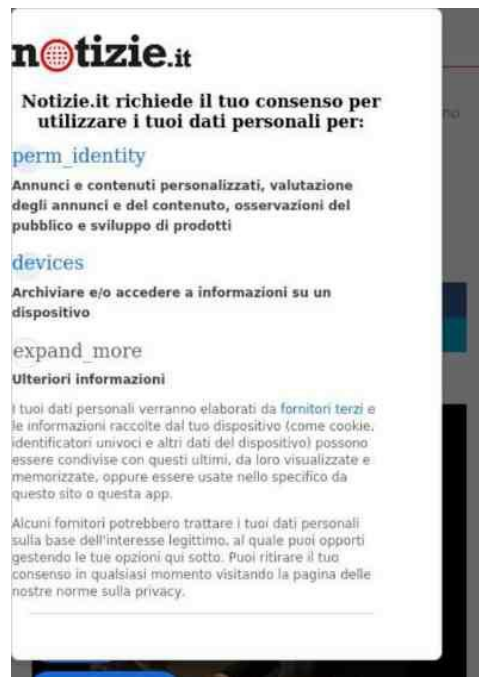 notizie.it
Notizie.it richiede il tuo consenso per
utilizzare i tuoi dati personali per:
perm_identity
Annunci e contenuti personalizzati, valutazione
degli annunci e del contenuto, osservazioni del
pubblico e sviluppo di prodotti
devices
Archiviare e/o accedere a informazioni su un
dispositivo
expand_more
Ulteriori informazioni
I tuoi dati personali verranno elaborati da fornitori terzi e
le informazioni raccolte dal tuo dispositivo (come cookie,
identificatori univoci e altri dati del dispositivo) possono
essere condivise con questi ultimi, da loro visualizzate e
memorizzate, oppure essere usate nello specifico da
questo sito o questa app.
Alcuni fornitori potrebbero trattare i tuoi dati personali
sulla base dell'interesse legittimo, al quale puoi opporti
gestendo le tue opzioni qui sotto. Puoi ritirare il tuo
consenso in qualsiasi momento visitando la pagina delle
nostre norme sulla privacy.